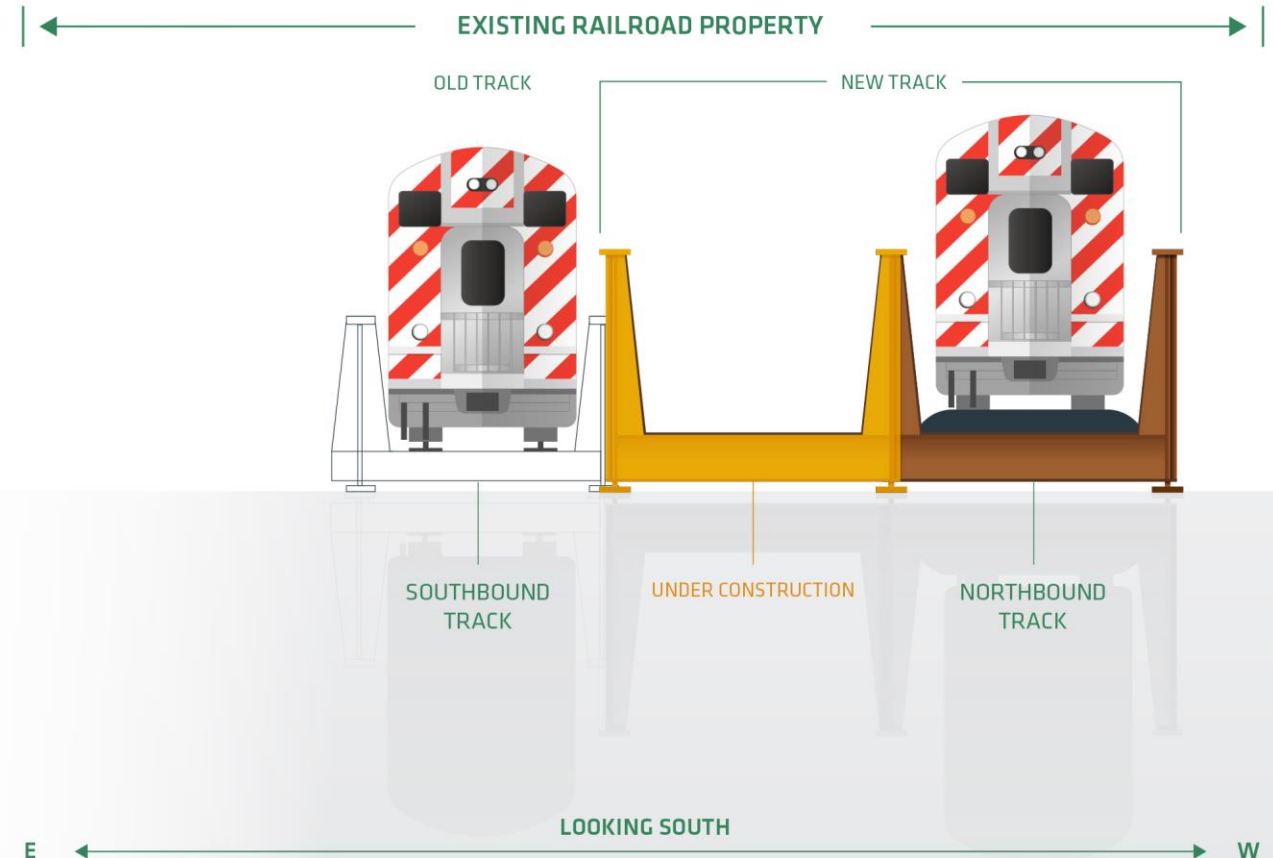 EXISTING RAILROAD PROPERTY
OLD TRACK
NEW TRACK
SOUTHBOUND
TRACK
UNDER CONSTRUCTION
NORTHBOUND
TRACK
LOOKING SOUTH
E
W